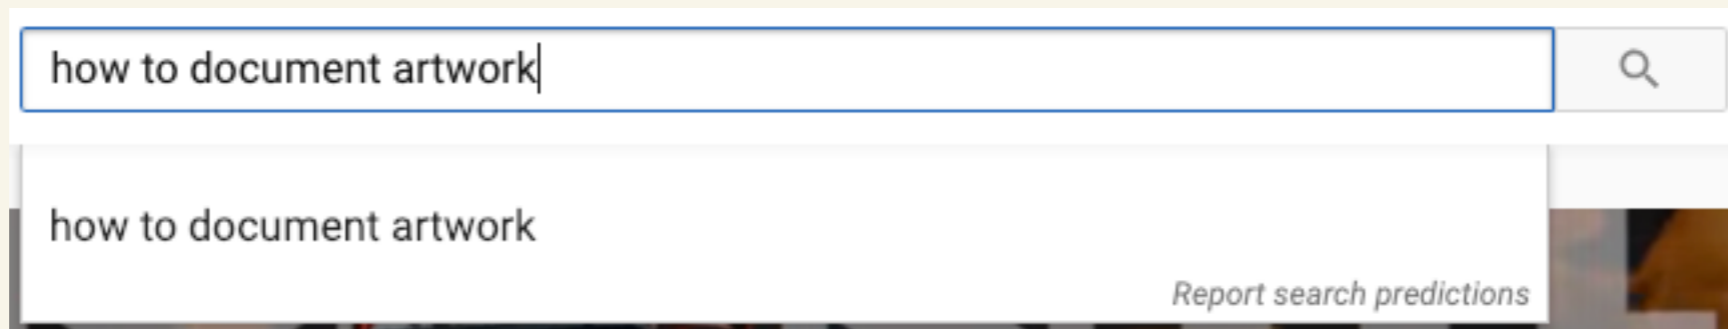 how to document artwork
how to document artwork
Report search predictions